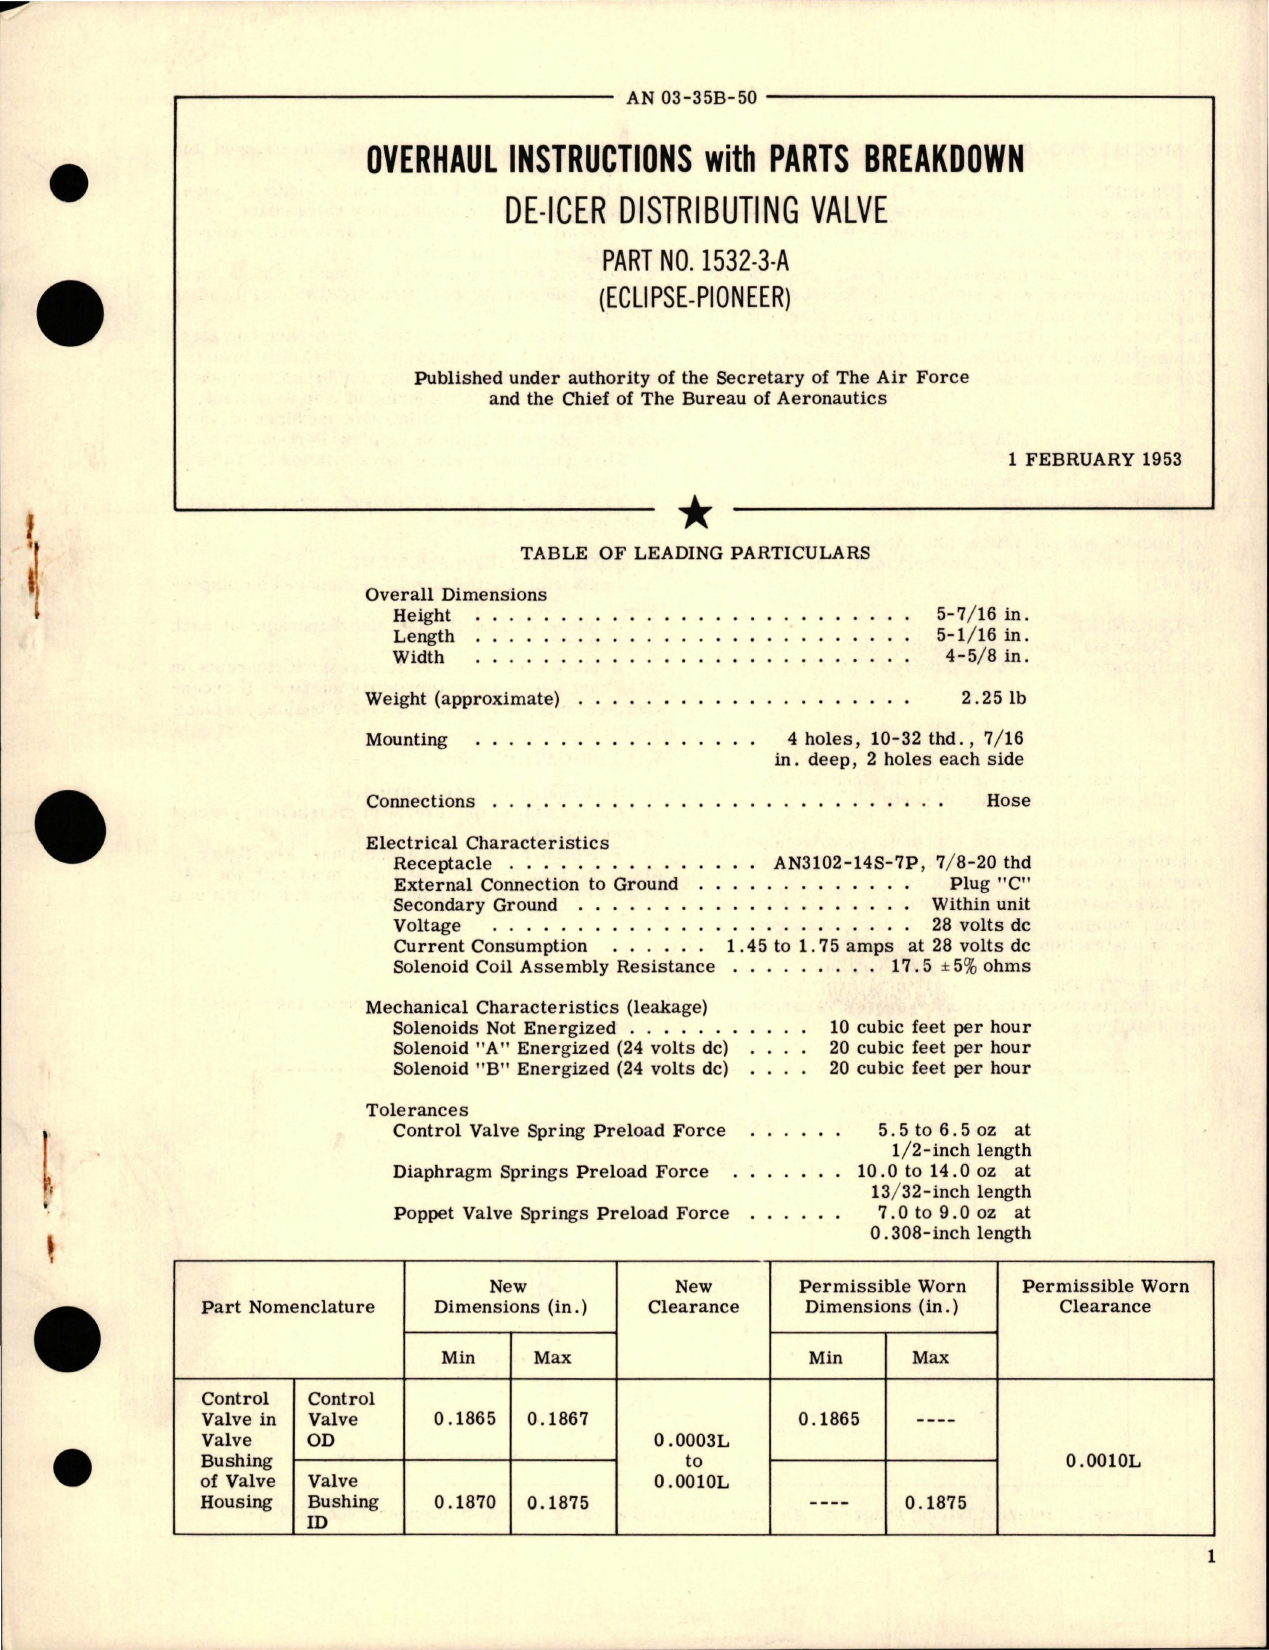 AN 03-35B-50
OVERHAUL INSTRUCTIONS with PARTS BREAKDOWN
DE-ICER DISTRIBUTING VALVE
PART NO. 1532-3-A
(ECLIPSE-PIONEER)
Published under authority of the Secretary of The Air Force
and the Chief of The Bureau of Aeronautics
1 FEBRUARY 1953
TABLE OF LEADING PARTICULARS
Overall Dimensions
Height . . . . . . . . . . . . . . . . . . . . . . . . . . 5-7/16 in.
Length . . . . . . . . . . . . . . . . . . . . . . . . . . 5-1/16 in.
Width . . . . . . . . . . . . . . . . . . . . . . . . . . 4-5/8 in.
Weight (approximate) . . . . . . . . . . . . . . . . . . . . 2.25 lb
Mounting . . . . . . . . . . . . . . . . . 4 holes, 10-32 thd., 7/16
in. deep, 2 holes each side
Connections . . . . . . . . . . . . . . . . . . . . . . . . . . . Hose
Electrical Characteristics
Receptacle . . . . . . . . . . . . . . . AN3102-14S-7P, 7/8-20 thd
External Connection to Ground . . . . . . . . . . . . . Plug "C"
Secondary Ground . . . . . . . . . . . . . . . . . . . . Within unit
Voltage . . . . . . . . . . . . . . . . . . . . . . . . . 28 volts dc
Current Consumption . . . . . . 1.45 to 1.75 amps at 28 volts dc
Solenoid Coil Assembly Resistance . . . . . . . . . 17.5 ±5% ohms
Mechanical Characteristics (leakage)
Solenoids Not Energized . . . . . . . . . . . 10 cubic feet per hour
Solenoid "A" Energized (24 volts dc) . . . . 20 cubic feet per hour
Solenoid "B" Energized (24 volts dc) . . . . 20 cubic feet per hour
Tolerances
Control Valve Spring Preload Force . . . . . . 5.5 to 6.5 oz at
1/2-inch length
Diaphragm Springs Preload Force . . . . . . . 10.0 to 14.0 oz at
13/32-inch length
Poppet Valve Springs Preload Force . . . . . . 7.0 to 9.0 oz at
0.308-inch length
Part Nomenclature
New
Dimensions (in.)
Min
Max
New
Clearance
Permissible Worn
Dimensions (in.)
Min
Max
Permissible Worn
Clearance
Control
Valve in
Valve
Bushing
of Valve
Housing
Control
Valve
OD
0.1865
0.1867
0.0003L
to
0.0010L
0.1865
----
0.0010L
Valve
Bushing
ID
0.1870
0.1875
----
0.1875
1